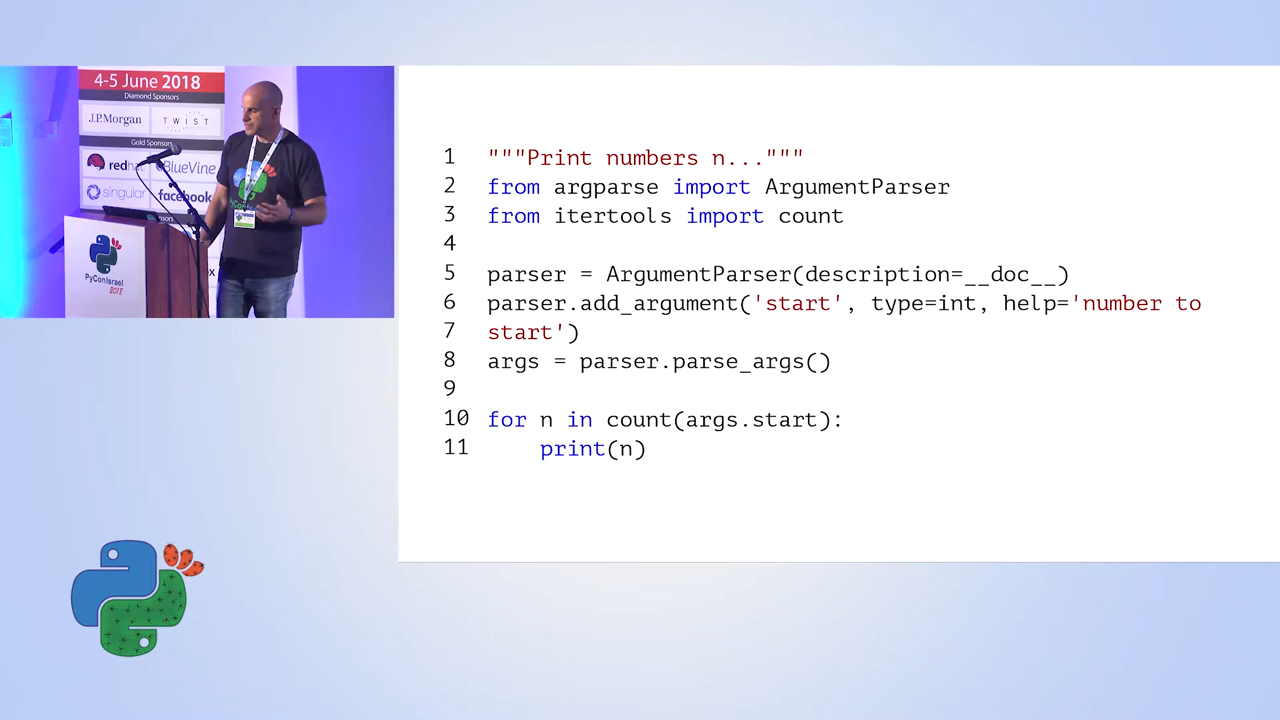 4-5 June 2018
Diamond Sponsors
J.P.Morgan
TWIST
Gold Sponsors
BlueVine
singular
facebook
PyConIsrael
2018
1 """Print numbers n..."""
2 from argparse import ArgumentParser
3 from itertools import count
4
5 parser = ArgumentParser(description=__doc__)
6 parser.add_argument('start', type=int, help='number to
7 start')
8 args = parser.parse_args()
9
10 for n in count(args.start):
11 print(n)